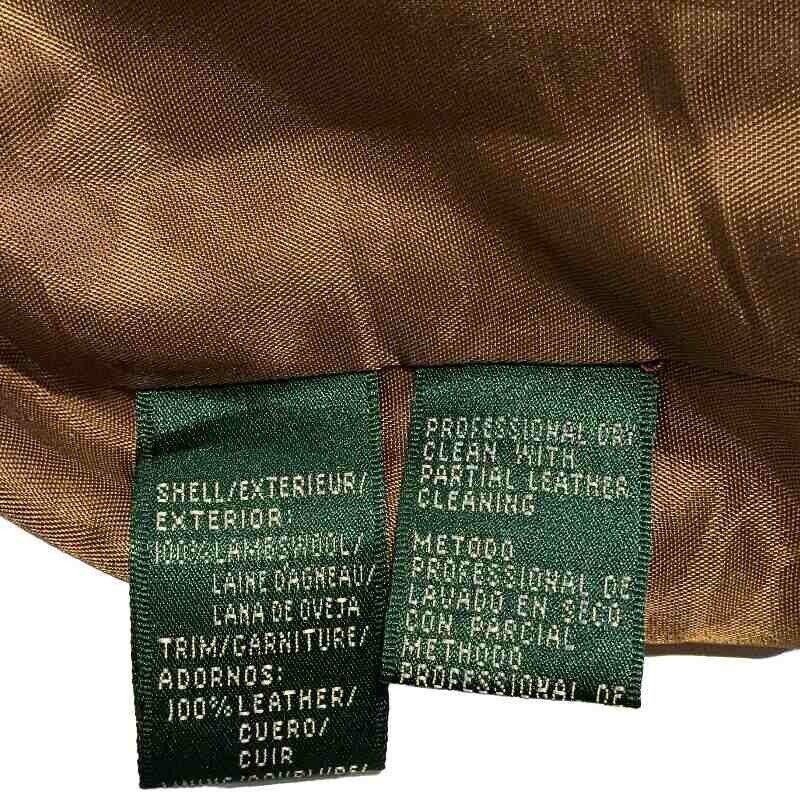 SHELL/EXTERIEUR/
EXTERIOR:
100% LAMBSWOOL/
LAINE D'AGNEAU/
LANA DE OVETA
TRIM/GARNITURE/
ADORNOS:
100% LEATHER/
CUERO/
CUIR
PROFESSIONAL DRY
CLEAN WITH
PARTIAL LEATHER
CLEANING
METODO
PROFESSIONAL DE
LAVADO EN SECO
CON PARCIAL
METHODO
PROFESSIONAL DE